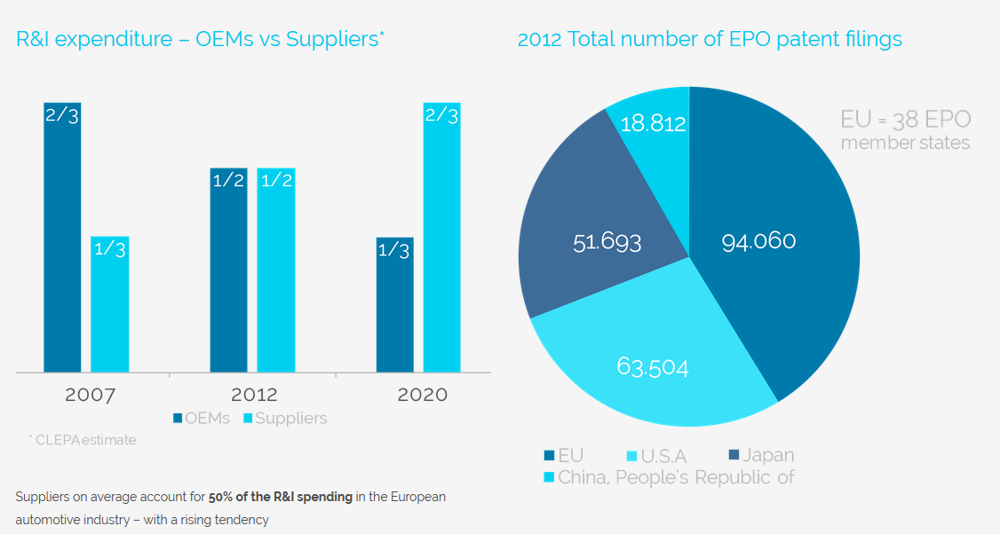 R&I expenditure – OEMs vs Suppliers*
2/3
1/3
1/2
1/2
1/3
2/3
2007
2012
2020
OEMs
Suppliers
* CLEPA estimate
Suppliers on average account for 50% of the R&I spending in the European
automotive industry – with a rising tendency
2012 Total number of EPO patent filings
EU = 38 EPO
member states
18.812
51.693
94.060
63.504
EU
U.S.A
Japan
China, People's Republic of